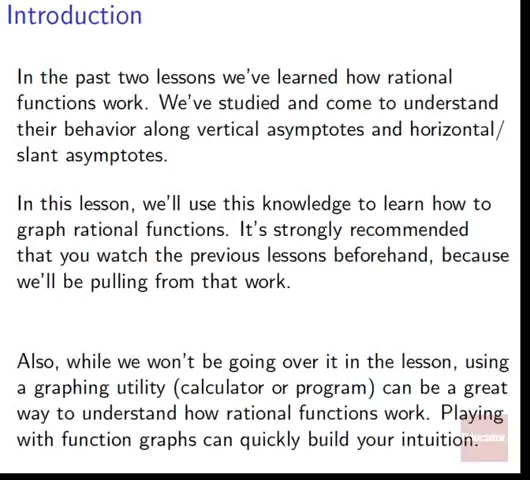 Introduction
In the past two lessons we've learned how rational
functions work. We've studied and come to understand
their behavior along vertical asymptotes and horizontal/
slant asymptotes.
In this lesson, we'll use this knowledge to learn how to
graph rational functions. It's strongly recommended
that you watch the previous lessons beforehand, because
we'll be pulling from that work.
Also, while we won't be going over it in the lesson, using
a graphing utility (calculator or program) can be a great
way to understand how rational functions work. Playing
with function graphs can quickly build your intuition.